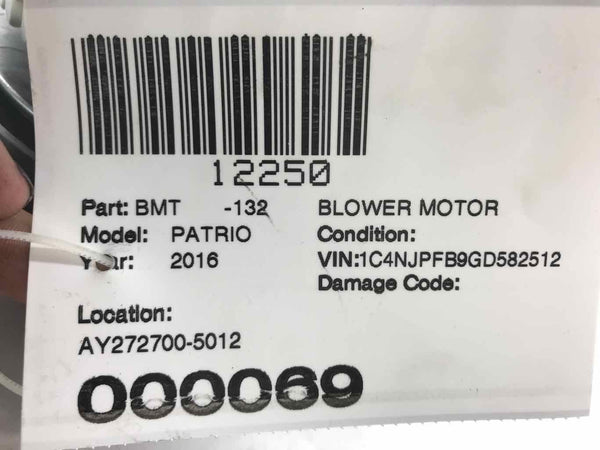 12250
Part: BMT -132 BLOWER MOTOR
Model: PATRIO Condition:
Year: 2016 VIN:1C4NJPFB9GD582512
Damage Code:
Location:
AY272700-5012
000069